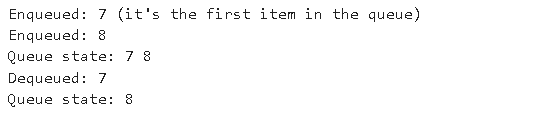 Enqueued: 7 (it's the first item in the queue)
Enqueued: 8
Queue state: 7 8
Dequeued: 7
Queue state: 8